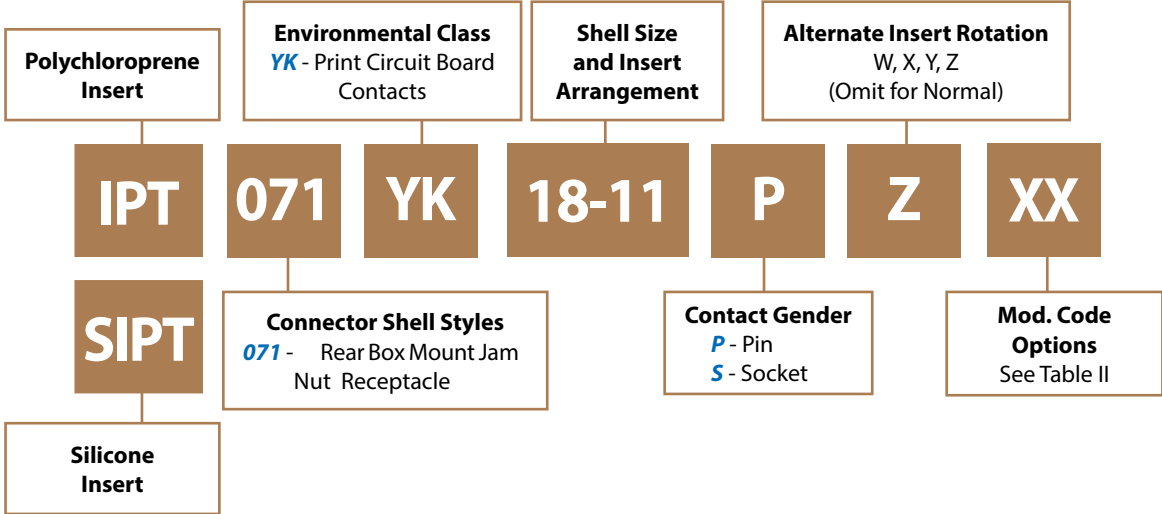 Polychloroprene
Insert
Environmental Class
YK - Print Circuit Board
Contacts
Shell Size
and Insert
Arrangement
Alternate Insert Rotation
W, X, Y, Z
(Omit for Normal)
IPT 071 YK 18-11 P Z XX
SIPT
Connector Shell Styles
071 - Rear Box Mount Jam
Nut Receptacle
Contact Gender
P - Pin
S - Socket
Mod. Code
Options
See Table II
Silicone
Insert